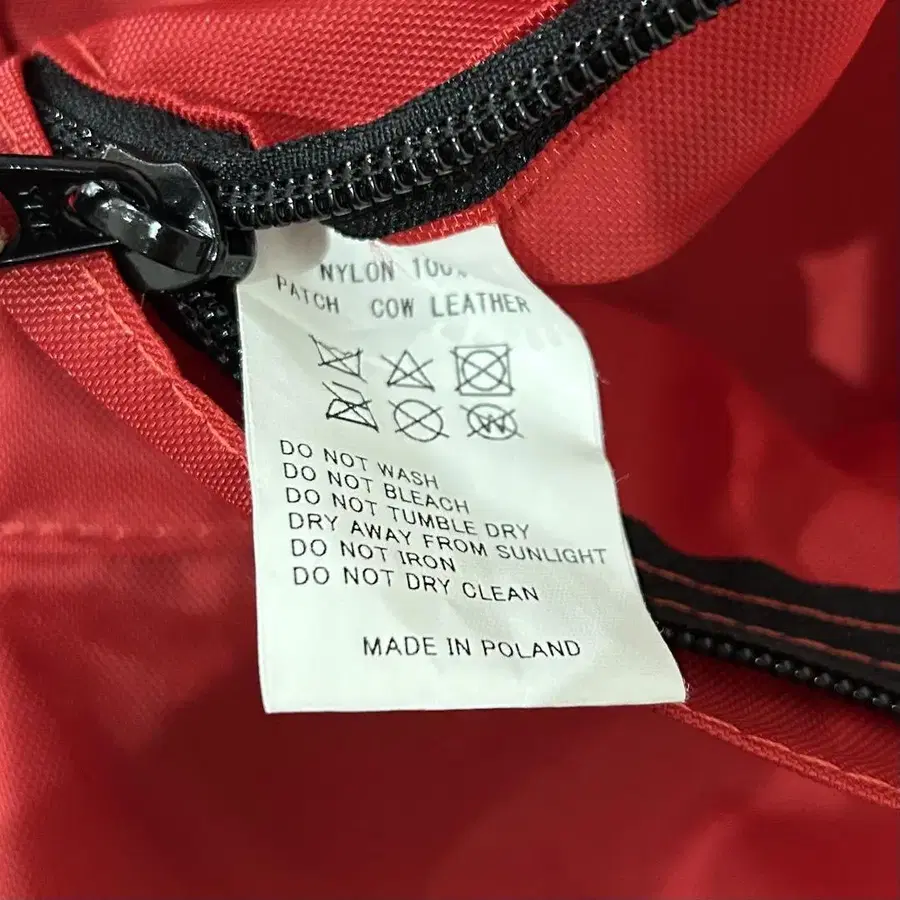 NYLON 100%
PATCH COW LEATHER
W
DO NOT WASH
DO NOT BLEACH
DO NOT TUMBLE DRY
DRY AWAY FROM SUNLIGHT
DO NOT IRON
DO NOT DRY CLEAN
MADE IN POLAND